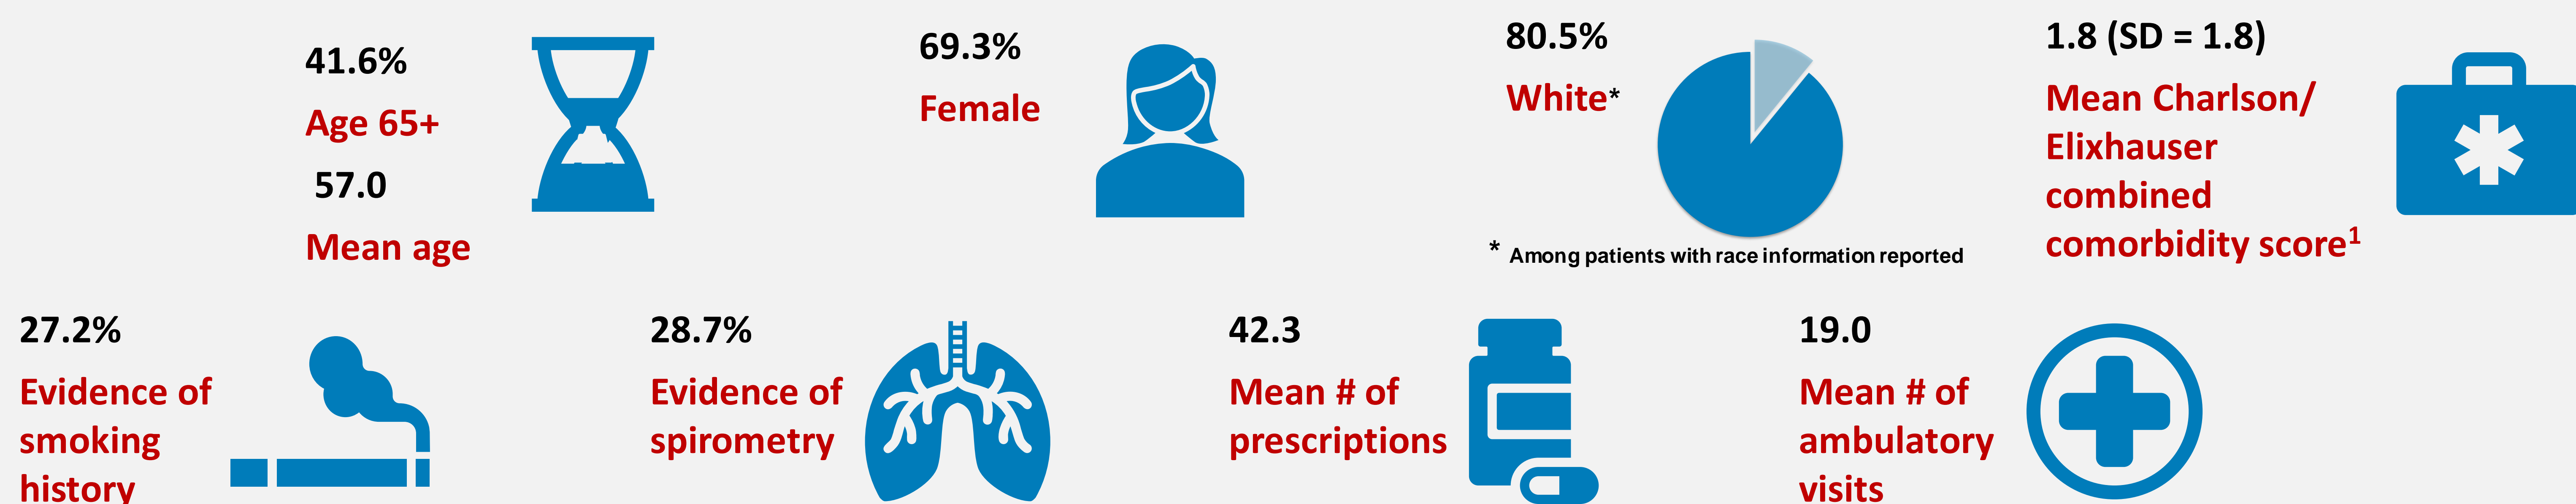 41.6%
Age 65+
57.0
Mean age
69.3%
Female
80.5%
White*
* Among patients with race information reported
1.8 (SD = 1.8)
Mean Charlson/
Elixhauser
combined
comorbidity score1
27.2%
Evidence of
smoking
history
28.7%
Evidence of
spirometry
42.3
Mean # of
prescriptions
19.0
Mean # of
ambulatory
visits